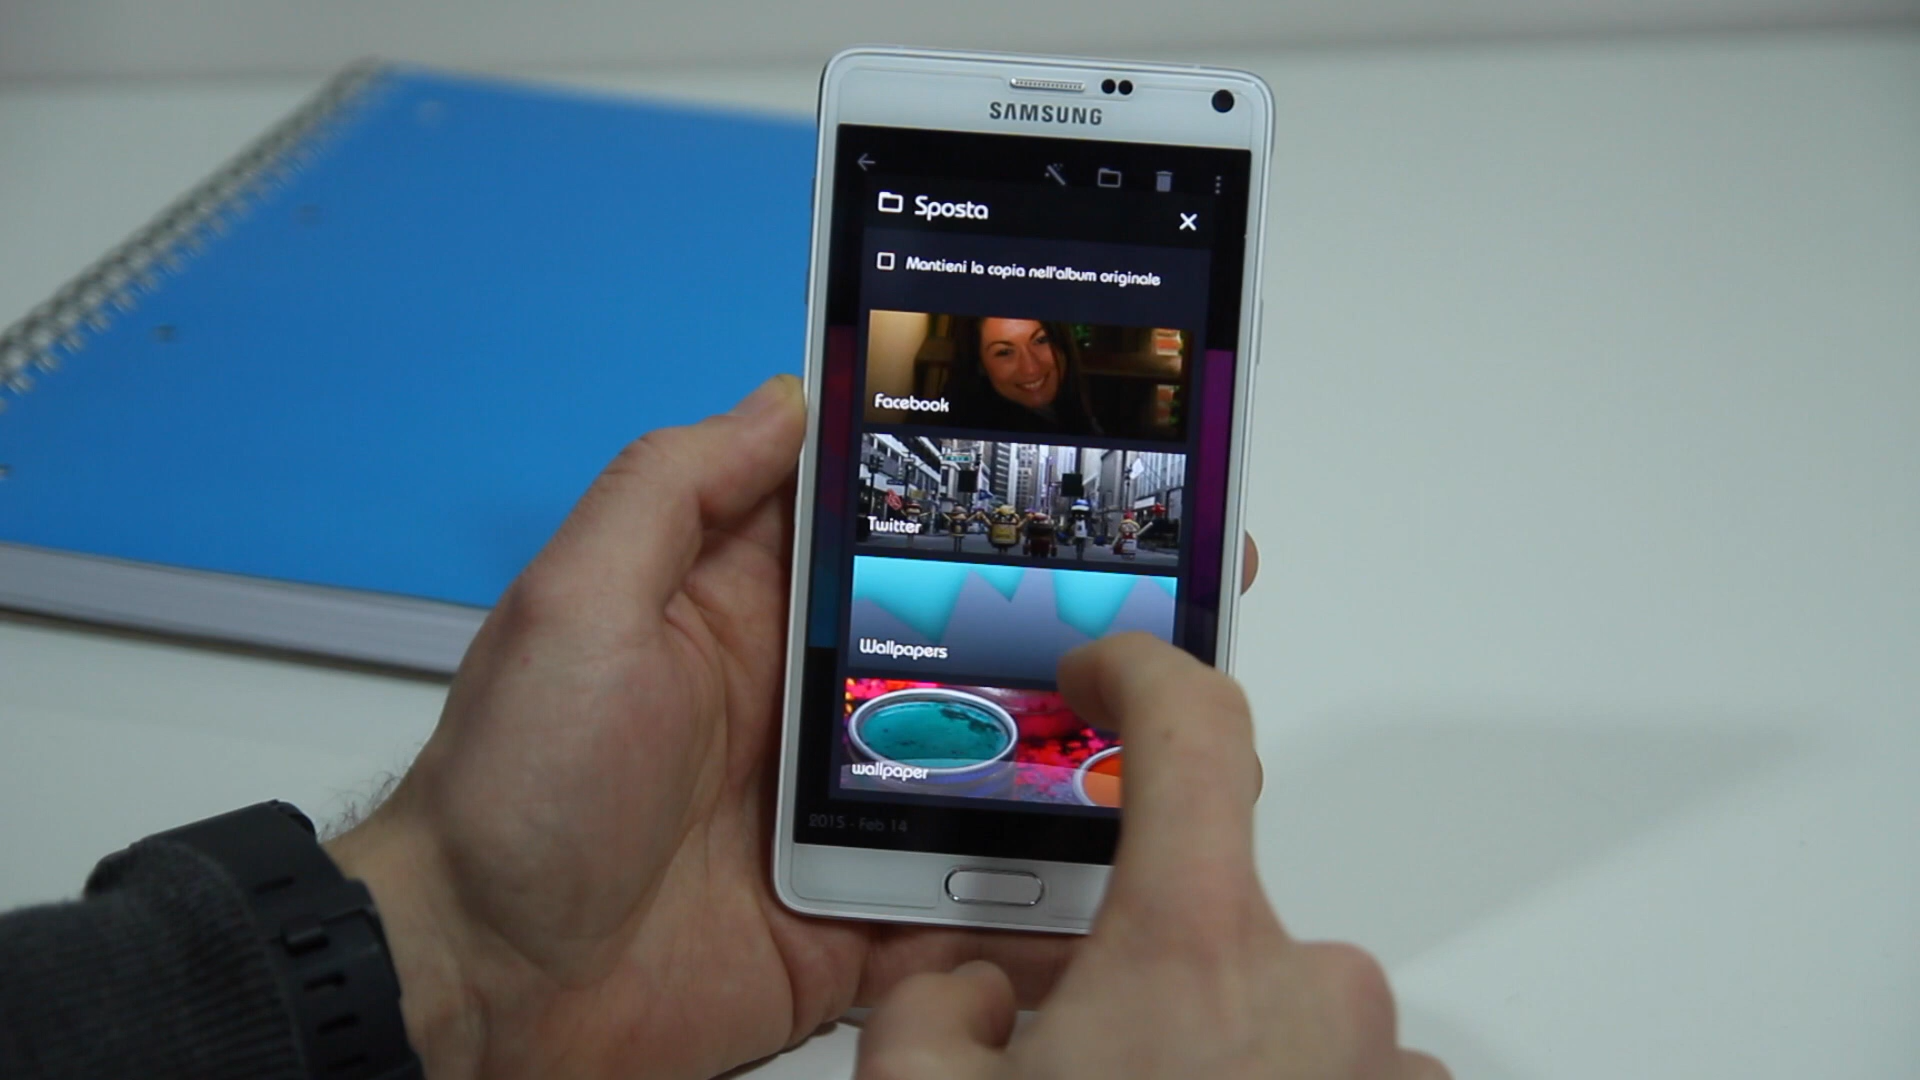 SAMSUNG
Sposta
Mantieni la copia nell'album originale
Facebook
Twitter
Wallpapers
wallpaper
2015 - Feb 14